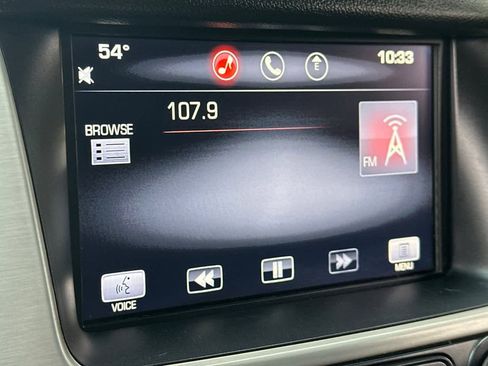 54°
E
10:33
107.9
BROWSE
FM
VOICE
MENU